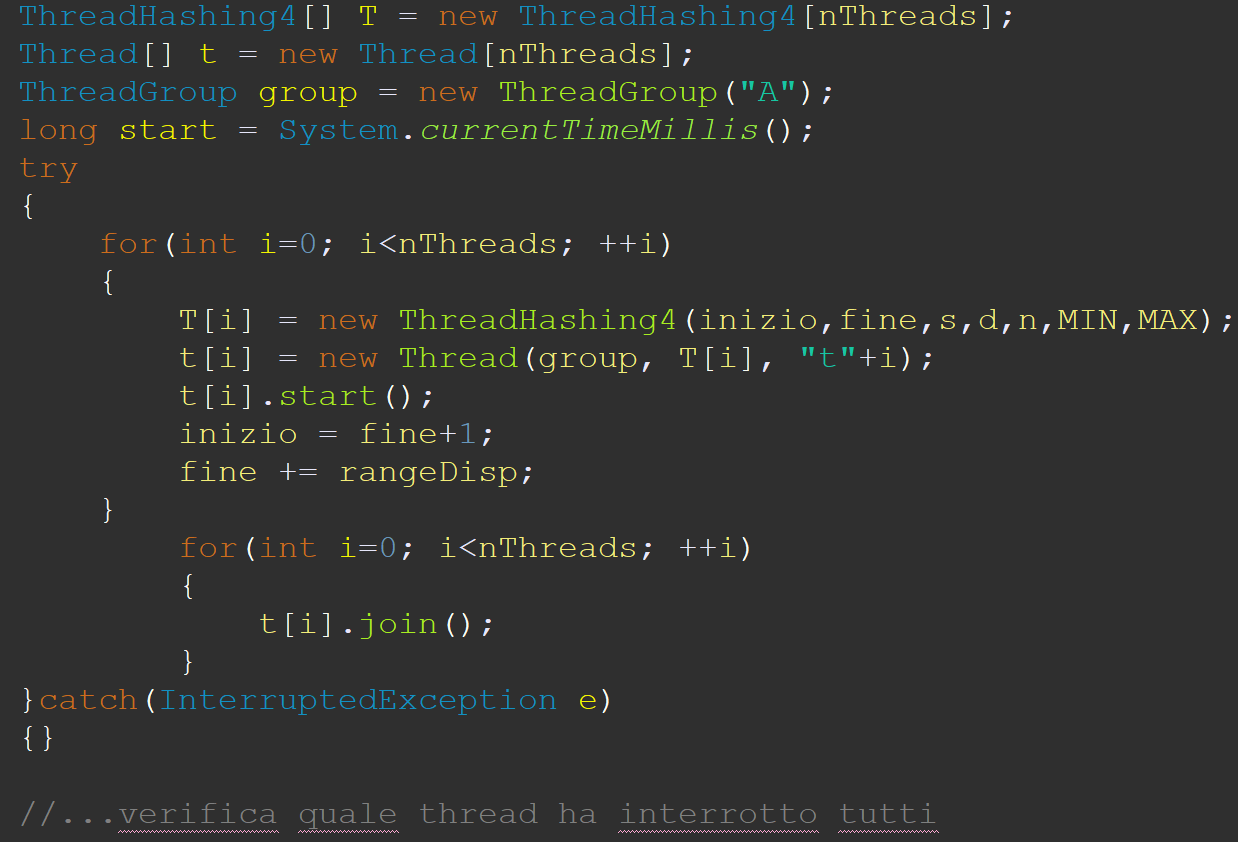 ThreadHashing4[] T = new ThreadHashing4[nThreads];
Thread[] t = new Thread[nThreads];
ThreadGroup group = new ThreadGroup("A");
long start = System.currentTimeMillis();
try
{
for(int i=0; i<nThreads; ++i)
{
T[i] = new ThreadHashing4(inizio,fine,s,d,n,MIN,MAX);
t[i] = new Thread(group, T[i], "t"+i);
t[i].start();
inizio = fine+1;
fine += rangeDisp;
}
for(int i=0; i<nThreads; ++i)
{
t[i].join();
}
}catch(InterruptedException e)
{}
//...verifica quale thread ha interrotto tutti